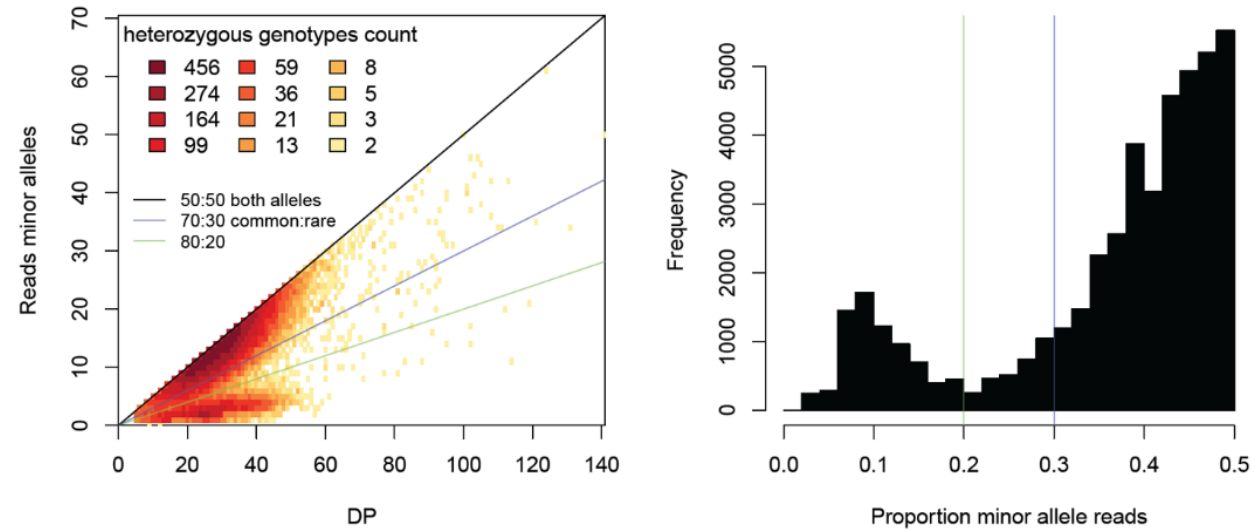 heterozygous genotypes count
456 59 8
274 36 5
164 21 3
99 13 2
50:50 both alleles
70:30 common:rare
80:20
Reads minor alleles
0 10 20 30 40 50 60 70
0 20 40 60 80 100 120 140
DP
Frequency
0 1000 2000 3000 4000 5000
0.0 0.1 0.2 0.3 0.4 0.5
Proportion minor allele reads